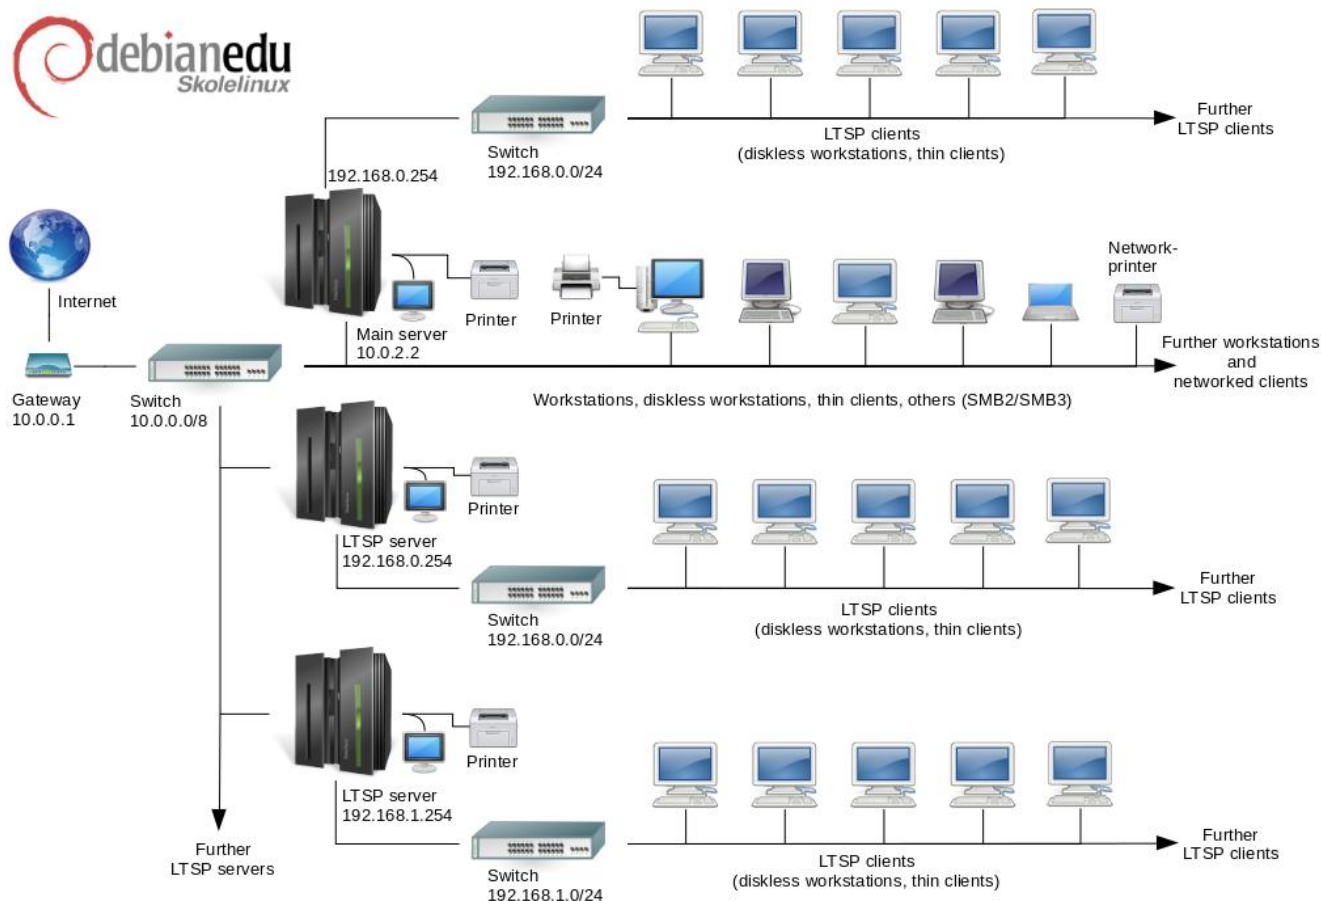 debianedu
Skolelinux
Further
LTSP clients
LTSP clients
(diskless workstations, thin clients)
Switch
192.168.0.0/24
192.168.0.254
Internet
Network-
printer
Printer
Printer
Main server
10.0.2.2
Further workstations
and
networked clients
Gateway
10.0.0.1
Switch
10.0.0.0/8
Workstations, diskless workstations, thin clients, others (SMB2/SMB3)
Printer
LTSP server
192.168.0.254
Further
LTSP clients
LTSP clients
(diskless workstations, thin clients)
Switch
192.168.0.0/24
Printer
LTSP server
192.168.1.254
Further
LTSP servers
Further
LTSP clients
LTSP clients
(diskless workstations, thin clients)
Switch
192.168.1.0/24